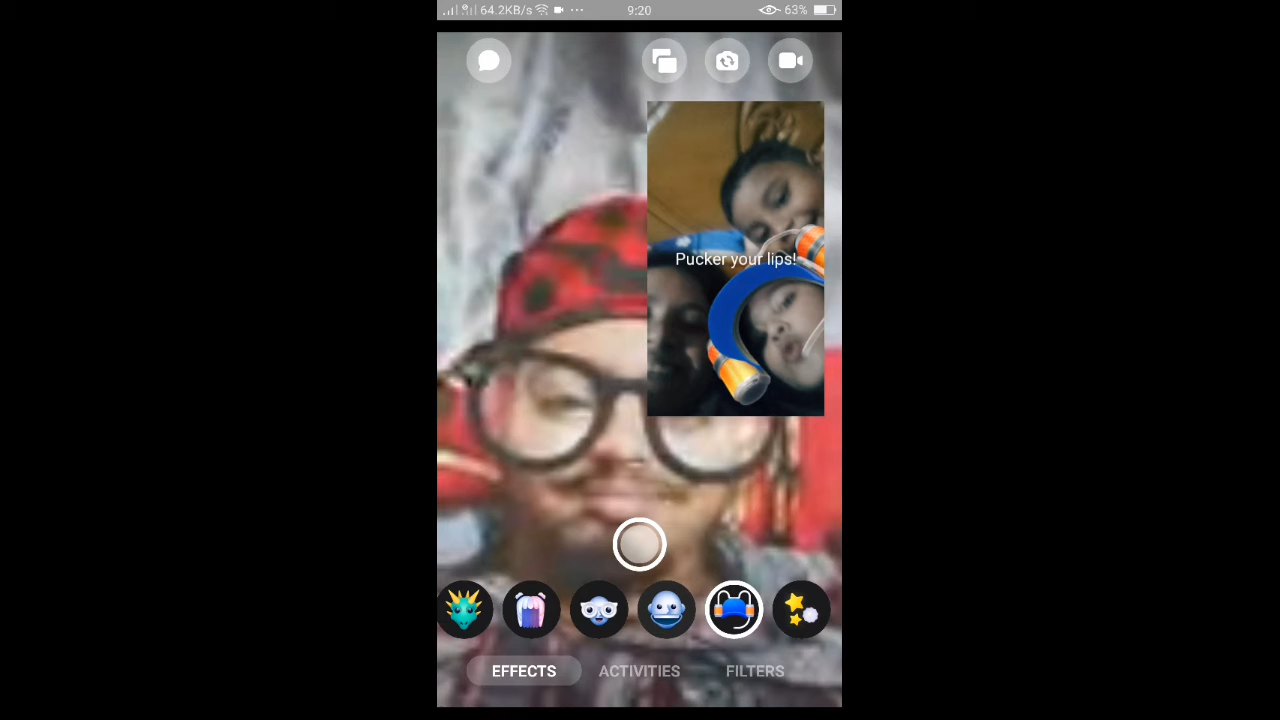 64.2KB/s
9:20
63%
Pucker your lips!
EFFECTS
ACTIVITIES
FILTERS